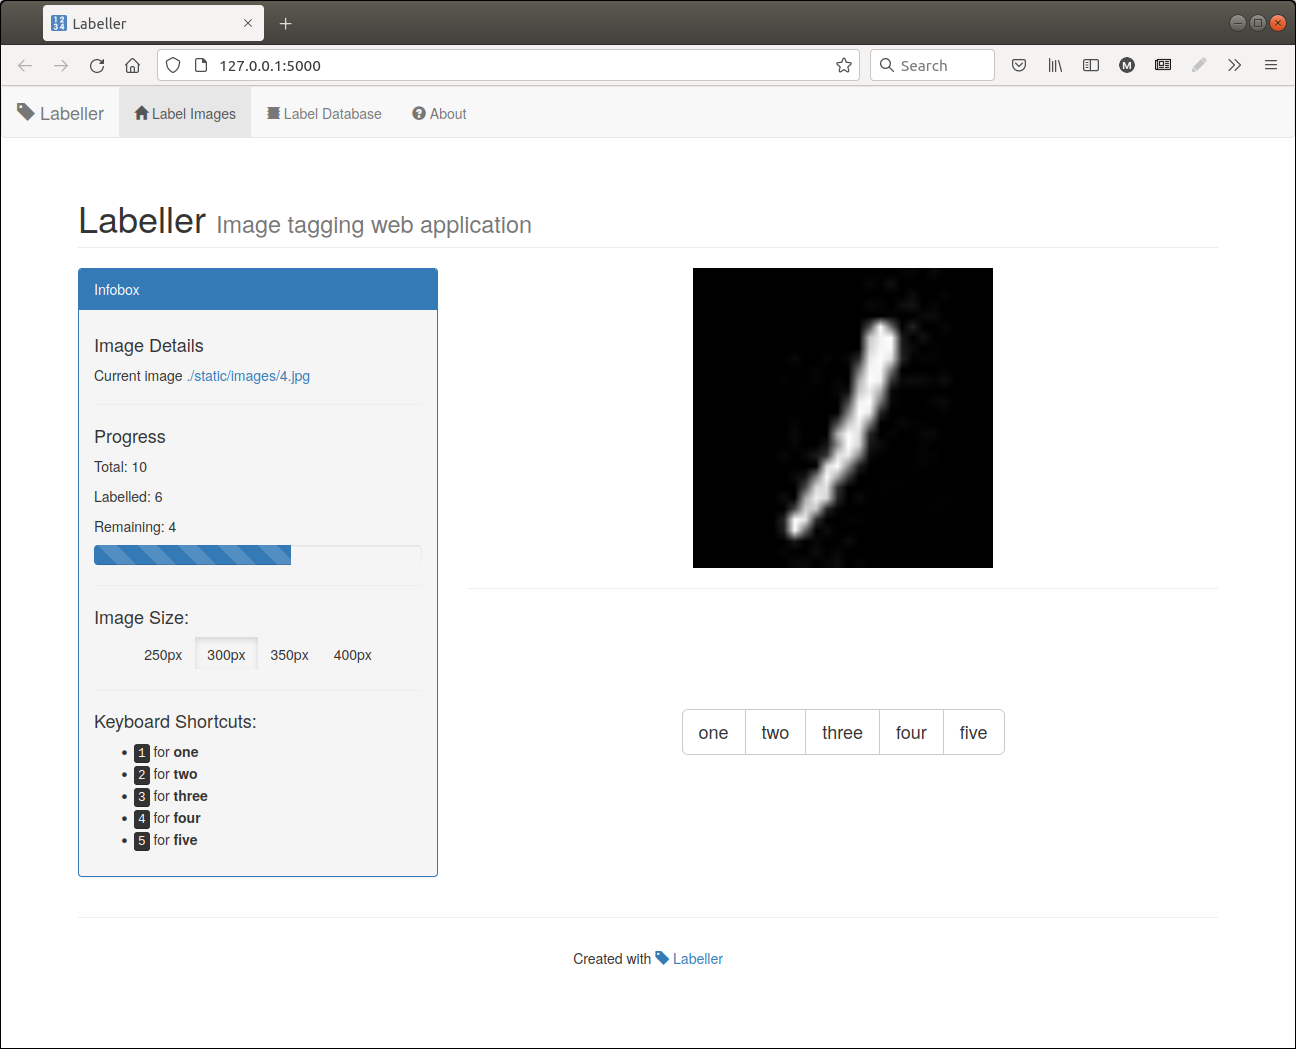 Labeller
127.0.0.1:5000
Search
Labeller Label Images Label Database About
Labeller Image tagging web application
Infobox
Image Details
Current image ./static/images/4.jpg
Progress
Total: 10
Labelled: 6
Remaining: 4
Image Size:
250px 300px 350px 400px
Keyboard Shortcuts:
1 for one
2 for two
3 for three
4 for four
5 for five
one two three four five
Created with Labeller